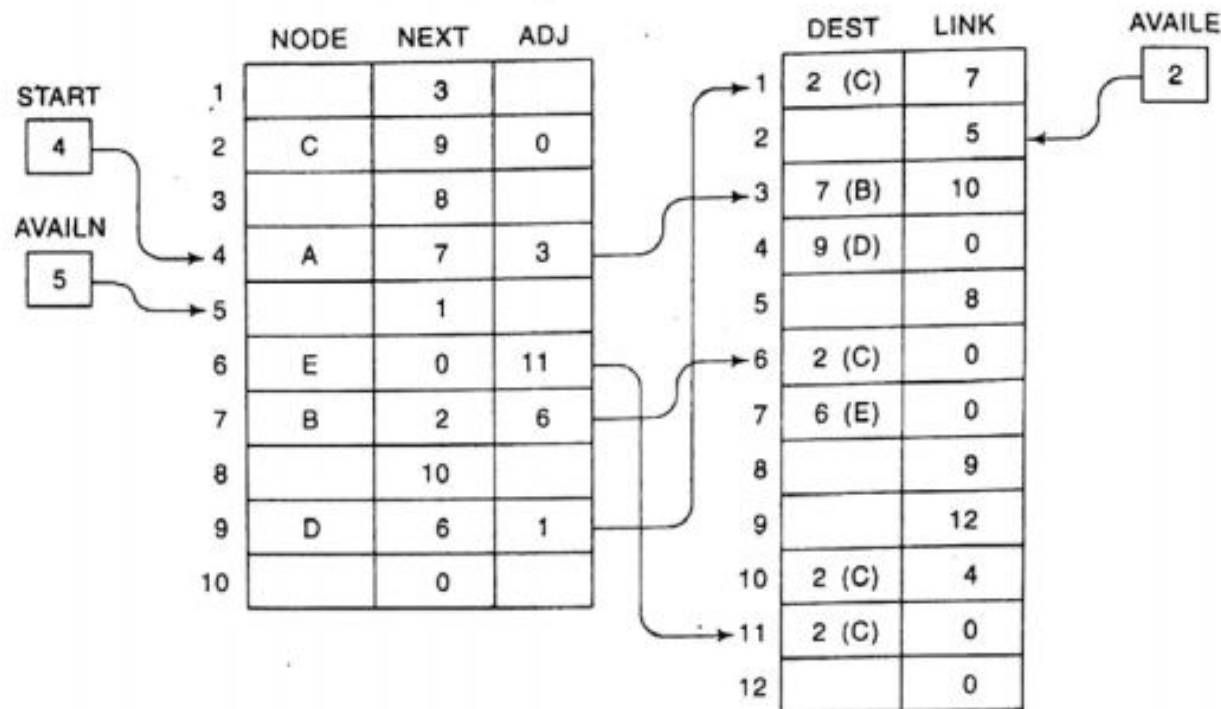 NODE NEXT ADJ
START
4
AVAILN
5
1 3
2 C 9 0
3 8
4 A 7 3
5 1
6 E 0 11
7 B 2 6
8 10
9 D 6 1
10 0
DEST LINK
AVAILE
2
1 2 (C) 7
2 5
3 7 (B) 10
4 9 (D) 0
5 8
6 2 (C) 0
7 6 (E) 0
8 9
9 12
10 2 (C) 4
11 2 (C) 0
12 0